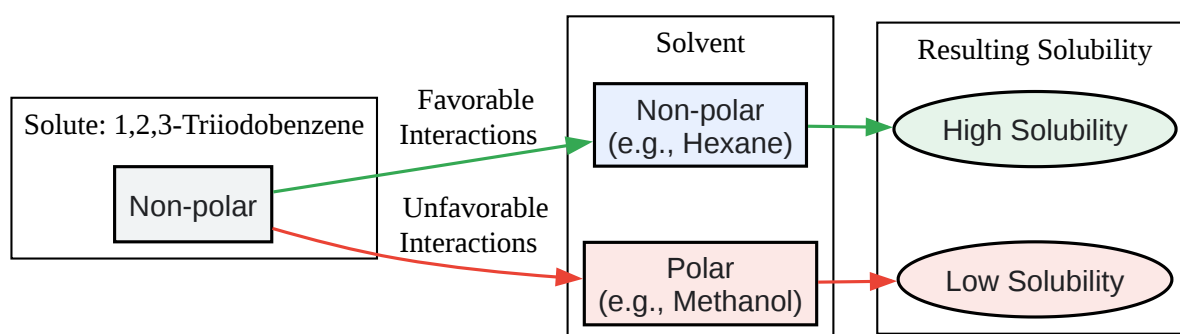 Solute: 1,2,3-Triiodobenzene
Non-polar
Favorable
Interactions
Unfavorable
Interactions
Solvent
Non-polar
(e.g., Hexane)
Polar
(e.g., Methanol)
Resulting Solubility
High Solubility
Low Solubility